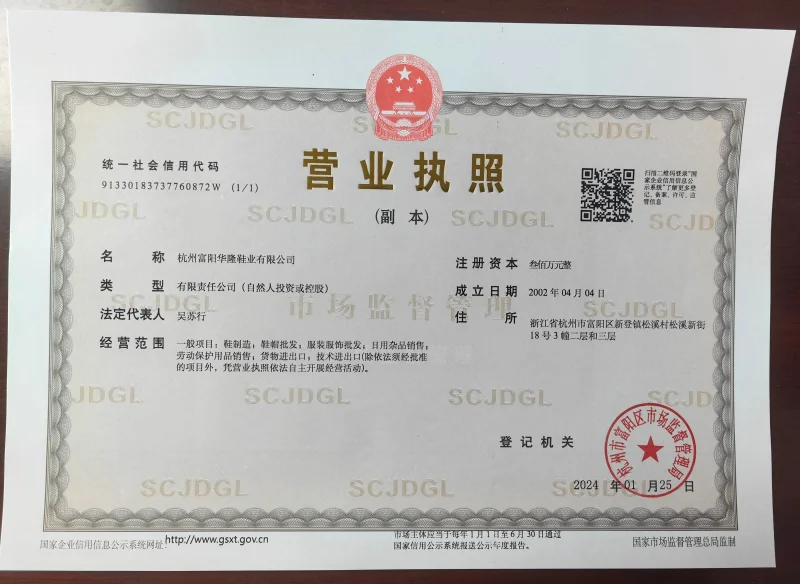 统一社会信用代码
91330183737760872W (1/1)
营业执照
(副本)
扫描二维码登录“国
家企业信用信息公
示系统”了解更多登
记、备案、许可、监
管信息
名称 杭州富阳华隆鞋业有限公司
类型 有限责任公司(自然人投资或控股)
法定代表人 吴苏行
经营范围 一般项目：鞋制造；鞋帽批发；服装服饰批发；日用杂品销售；
劳动保护用品销售；货物进出口；技术进出口(除依法须经批准
的项目外，凭营业执照依法自主开展经营活动)。
注册资本 叁佰万元整
成立日期 2002年04月04日
住所 浙江省杭州市富阳区新登镇松溪村松溪新街
18号3幢二层和三层
登记机关
杭州市富阳区市场监督管理局
2024 年01 月25 日
SCJDGL
市场监督管理
国家企业信用信息公示系统网址：http://www.gsxt.gov.cn
市场主体应当于每年1月1日至6月30日通过
国家信用公示系统报送公示年度报告。
国家市场监督管理总局监制